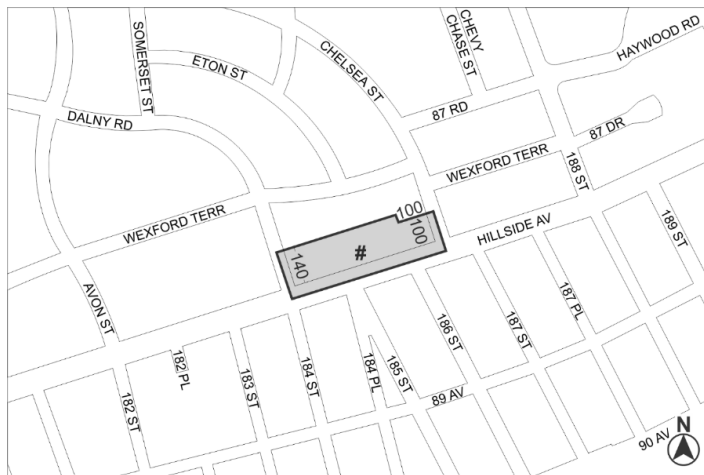 SOMERSET ST
ETON ST
CHELSEA ST
CHEVY
CHASE ST
HAYWOOD RD
DALNY RD
87 RD
87 DR
WEXFORD TERR
188 ST
WEXFORD TERR
100
100
HILLSIDE AV
189 ST
#
140
AVON ST
187 PL
186 ST
187 ST
182 PL
183 ST
184 ST
184 PL
185 ST
182 ST
89 AV
90 AV
N